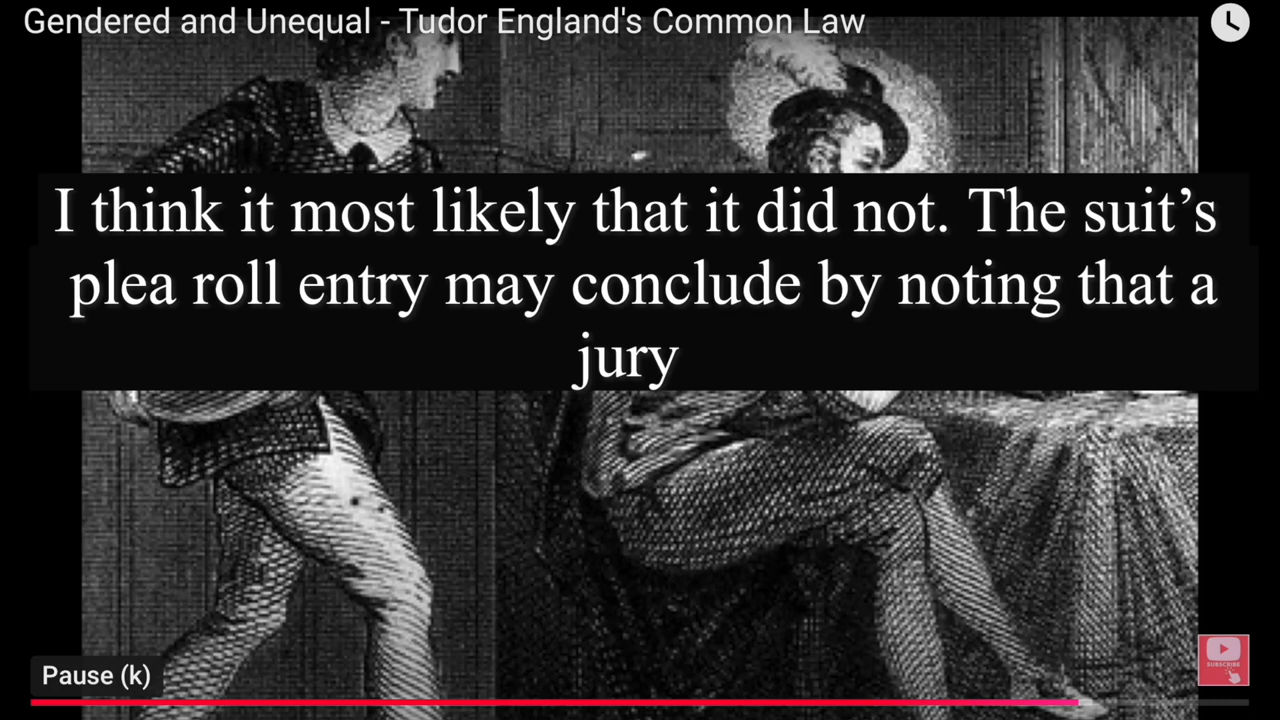 Gendered and Unequal - Tudor England's Common Law
I think it most likely that it did not. The suit’s
plea roll entry may conclude by noting that a
jury
Pause (k)
SUBSCRIBE